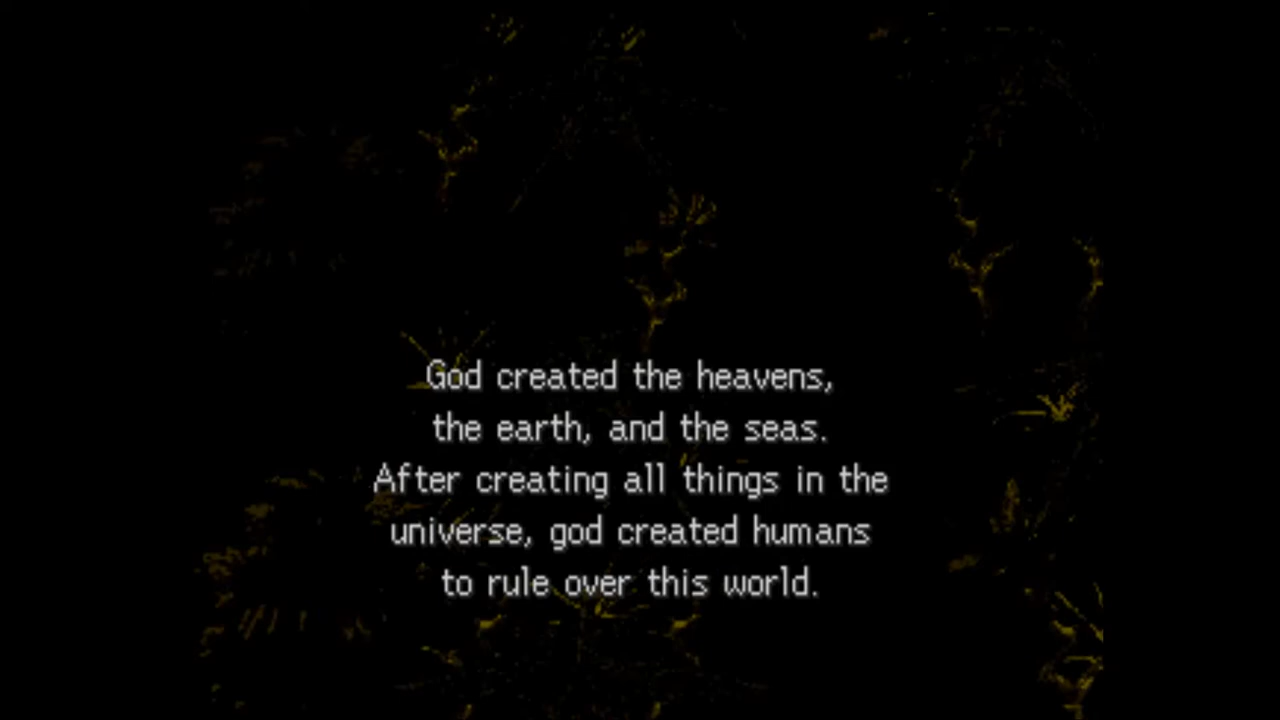 God created the heavens,
the earth, and the seas.
After creating all things in the
universe, god created humans
to rule over this world.